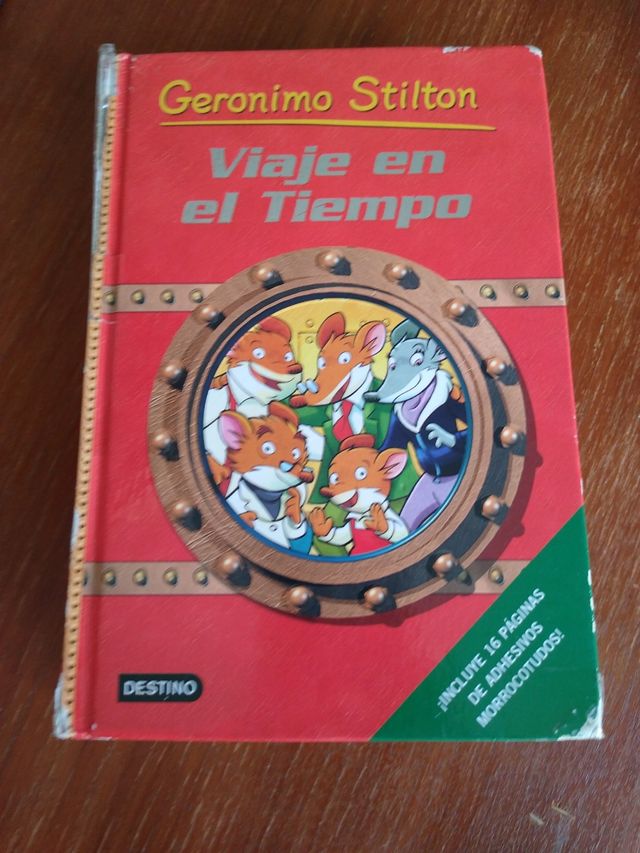 Geronimo Stilton
Viaje en
el Tiempo
¡INCLUYE 16 PÁGINAS
DE ADHESIVOS
MORROCOTUDOS!
DESTINO